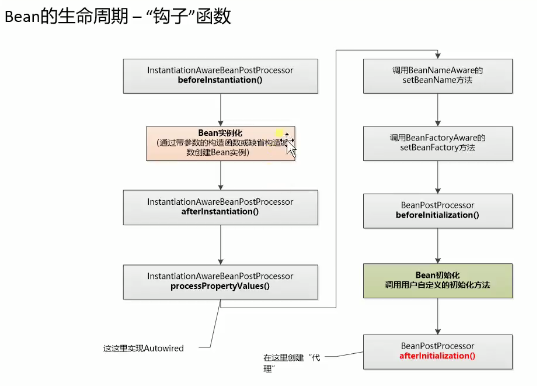 Bean的生命周期 – “钩子”函数
InstantiationAwareBeanPostProcessor
beforeInstantiation()
Bean实例化
(通过带参数的构造函数或缺省构造函
数创建Bean实例)
InstantiationAwareBeanPostProcessor
afterInstantiation()
InstantiationAwareBeanPostProcessor
processPropertyValues()
这这里实现Autowired
调用BeanNameAware的
setBeanName方法
调用BeanFactoryAware的
setBeanFactory方法
BeanPostProcessor
beforeInitialization()
Bean初始化
调用用户自定义的初始化方法
BeanPostProcessor
afterInitialization()
在这里创建“代
理”